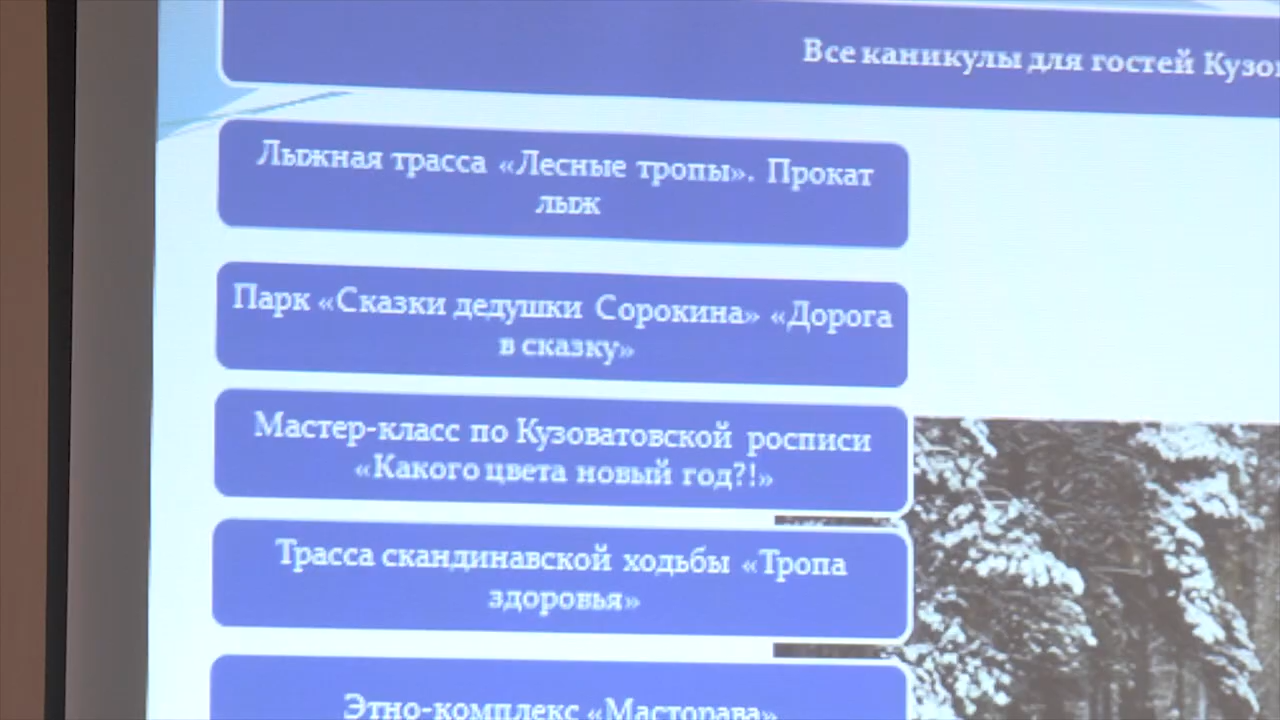 Все каникулы для гостей
Лыжная трасса «Лесные тропы». Прокат
лыж
Парк «Сказки дедушки Сорокина» «Дорога
в сказку»
Мастер-класс по Кузоватовской росписи
«Какого цвета новый год?!»
Трасса скандинавской ходьбы «Тропа
здоровья»
Этно-комплекс «Масторава»